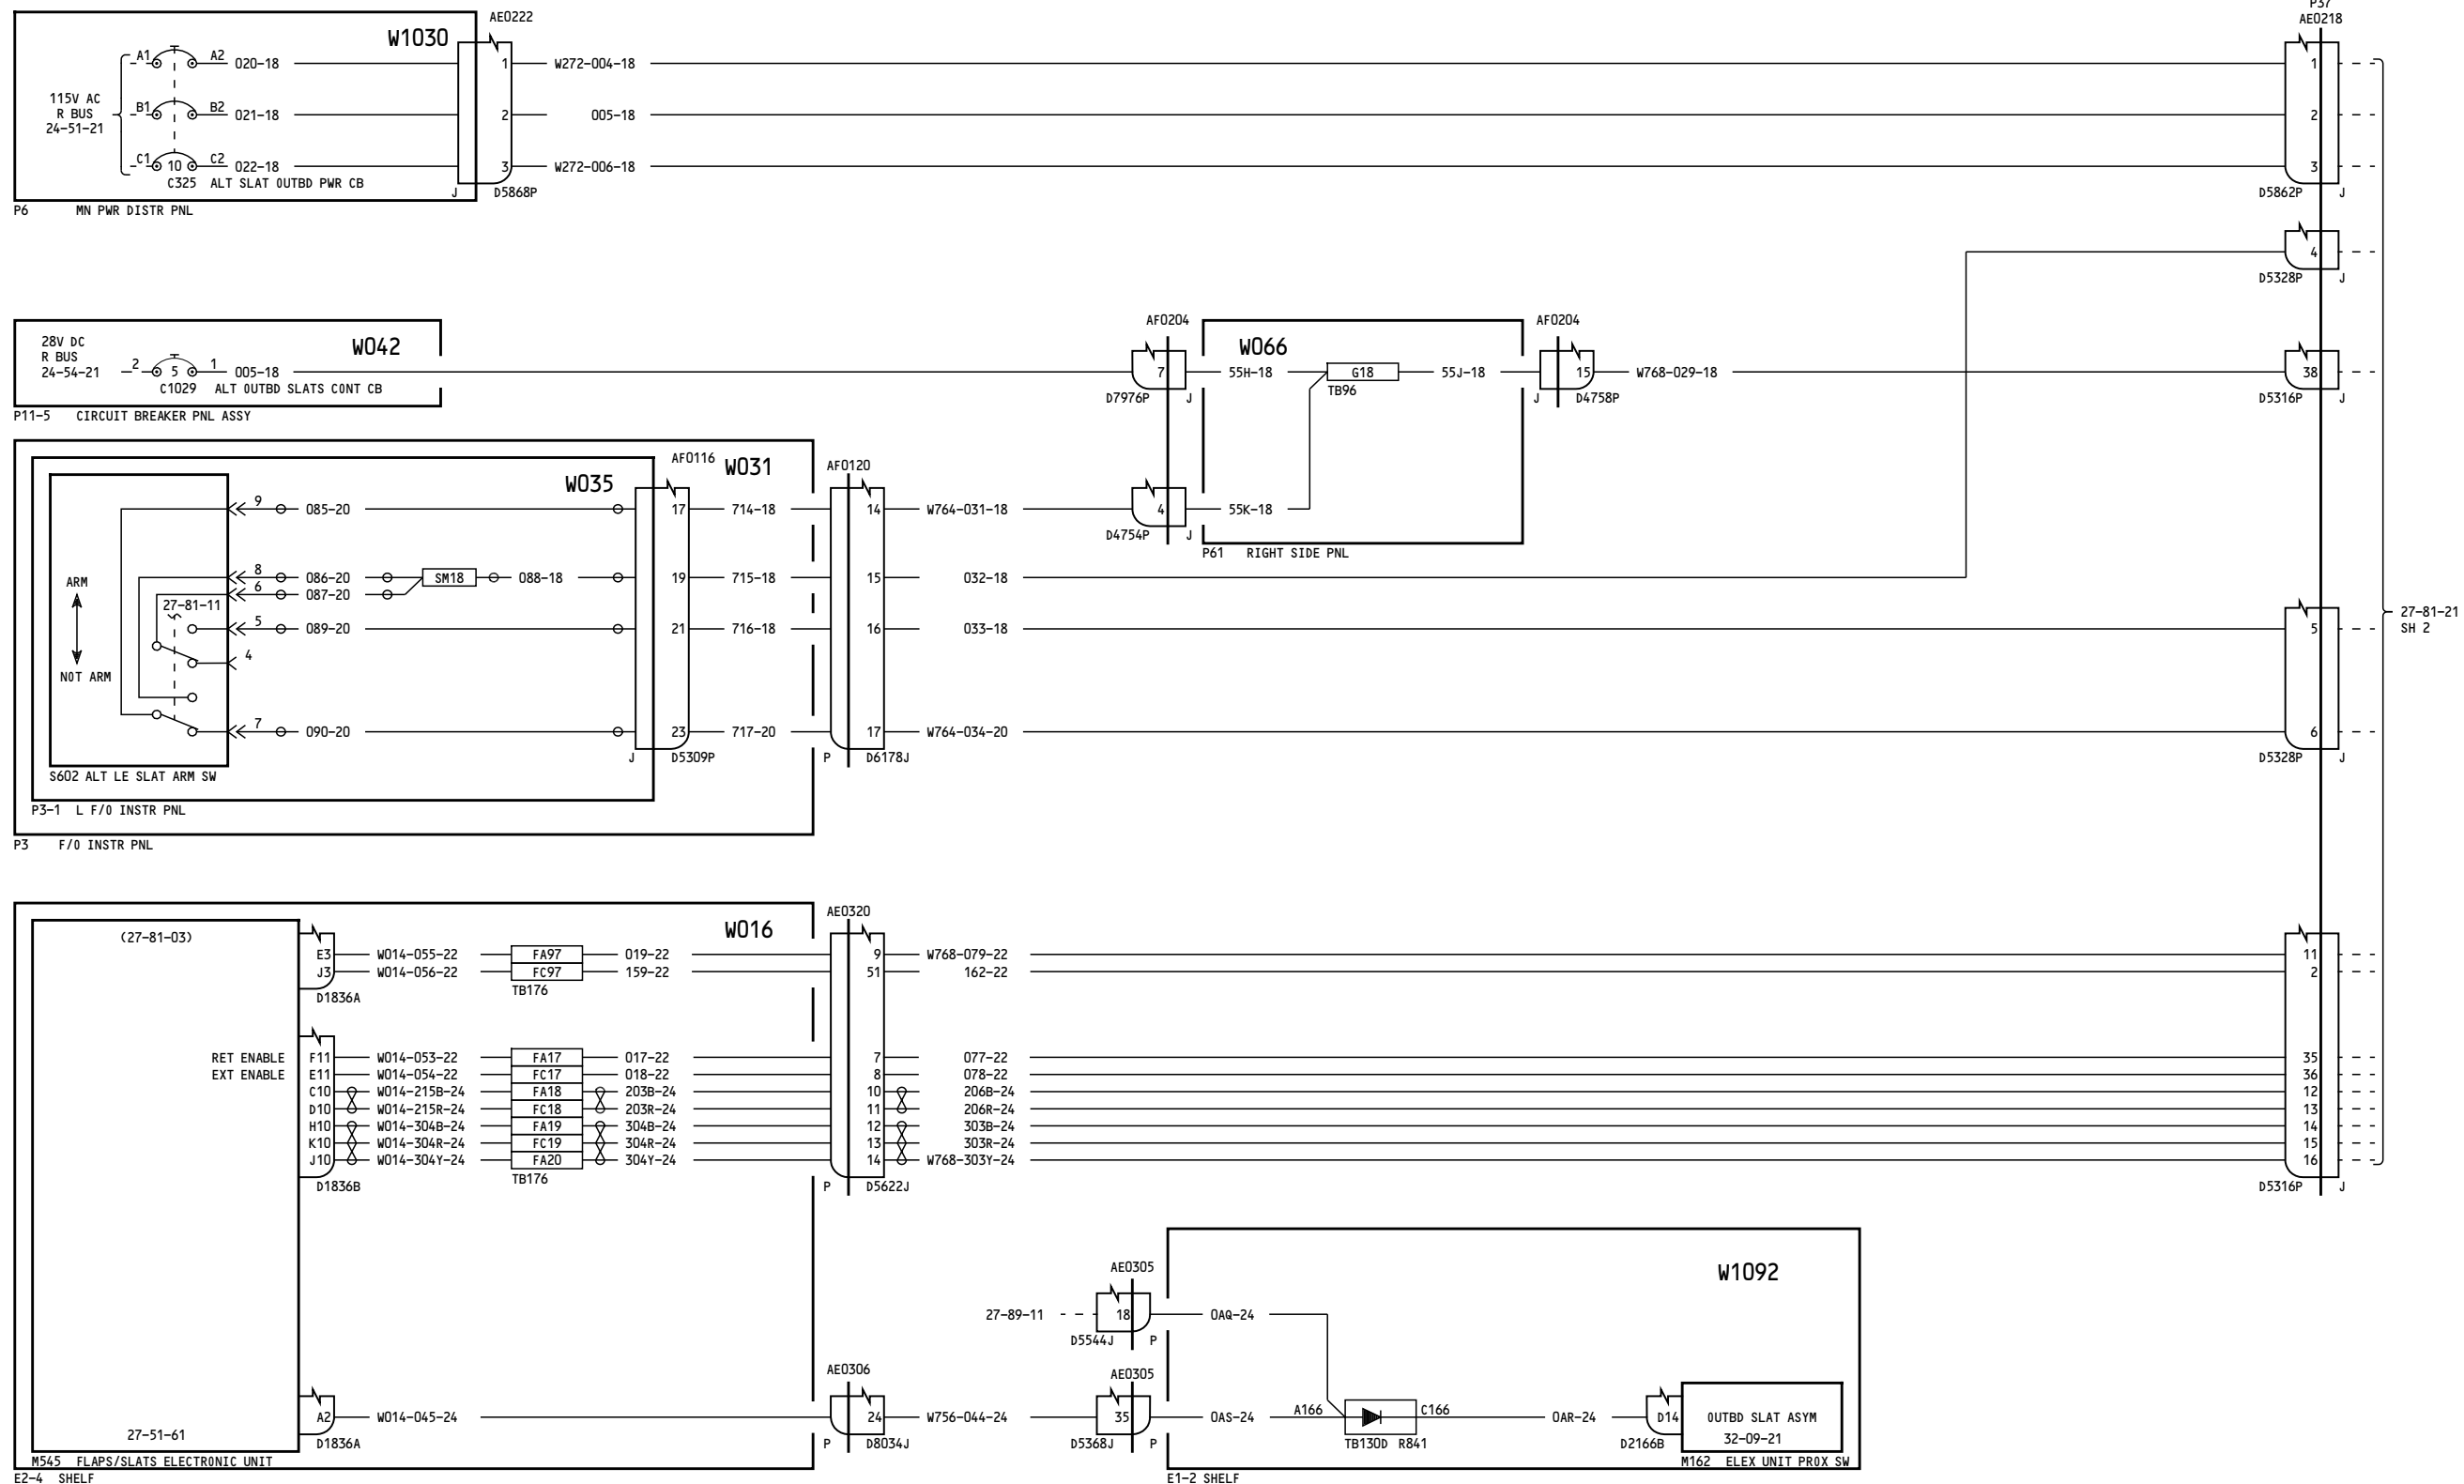 P37
AE0218
AE0222
W1030
A1 A2 020-18
1 W272-004-18 1
115V AC
R BUS
24-51-21
B1 B2 021-18
2 005-18 2
C1 10 C2 022-18
3 W272-006-18 3
C325 ALT SLAT OUTBD PWR CB
J D5868P
D5862P J
P6 MN PWR DISTR PNL
4
D5328P J
28V DC
R BUS
24-54-21
W042
2 5 1 005-18
C1029 ALT OUTBD SLATS CONT CB
P11-5 CIRCUIT BREAKER PNL ASSY
AF0204
W066
AF0204
7 55H-18 G18 55J-18 15 W768-029-18 38
D7976P J
TB96
J D4758P
D5316P J
W035
AF0116
W031
AF0120
9 085-20 17 714-18 14 W764-031-18 4 55K-18
D4754P J
P61 RIGHT SIDE PNL
8 086-20 SM18 088-18 19 715-18 15 032-18
6 087-20
ARM
27-81-11
5 089-20 21 716-18 16 033-18 5
4
NOT ARM
7 090-20 23 717-20 17 W764-034-20 6
J D5309P
P D6178J
D5328P J
27-81-21
SH 2
S602 ALT LE SLAT ARM SW
P3-1 L F/O INSTR PNL
P3 F/O INSTR PNL
(27-81-03)
W016
AE0320
E3 W014-055-22 FA97 019-22 9 W768-079-22 11
J3 W014-056-22 FC97 159-22 51 162-22 2
D1836A
TB176
RET ENABLE F11 W014-053-22 FA17 017-22 7 077-22 35
EXT ENABLE E11 W014-054-22 FC17 018-22 8 078-22 36
C10 W014-215B-24 FA18 203B-24 10 206B-24 12
D10 W014-215R-24 FC18 203R-24 11 206R-24 13
H10 W014-304B-24 FA19 304B-24 12 303B-24 14
K10 W014-304R-24 FC19 304R-24 13 303R-24 15
J10 W014-304Y-24 FA20 304Y-24 14 W768-303Y-24 16
D1836B
TB176
P D5622J
D5316P J
AE0305
W1092
27-89-11 18 0AQ-24
D5544J P
AE0306
AE0305
A2 W014-045-24 24 W756-044-24 35 0AS-24 A166 C166 0AR-24 D14 OUTBD SLAT ASYM
27-51-61
D1836A
P D8034J
D5368J P
TB130D R841
D2166B
32-09-21
M545 FLAPS/SLATS ELECTRONIC UNIT
M162 ELEX UNIT PROX SW
E2-4 SHELF
E1-2 SHELF